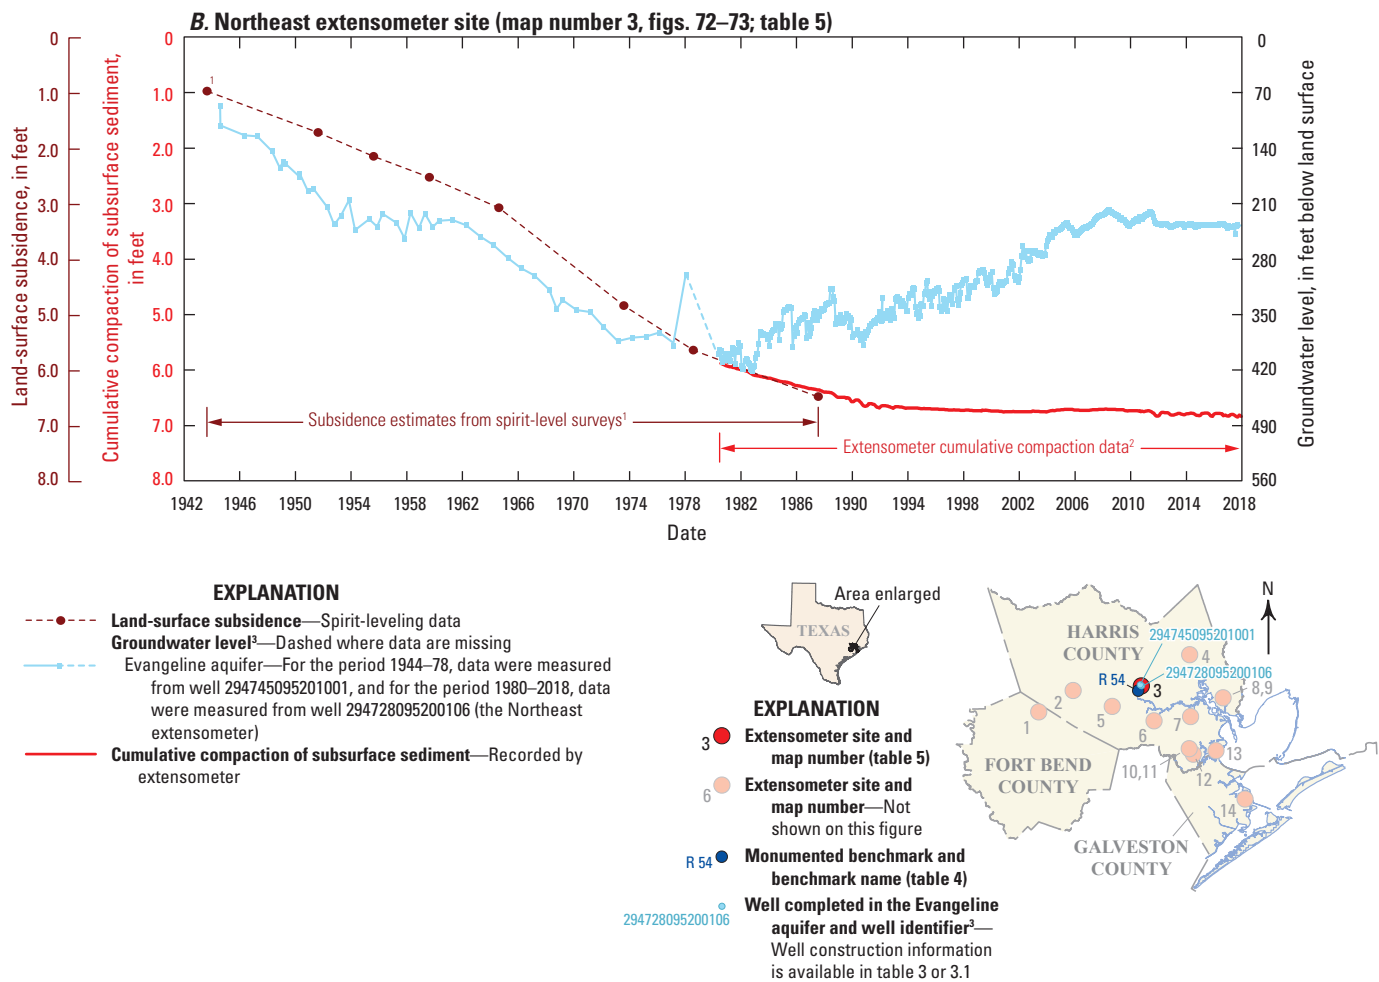 B. Northeast extensometer site (map number 3, figs. 72–73; table 5)
Land-surface subsidence, in feet
0
1.0
2.0
3.0
4.0
5.0
6.0
7.0
8.0
Cumulative compaction of subsurface sediment,
in feet
0
1.0
2.0
3.0
4.0
5.0
6.0
7.0
8.0
1
Subsidence estimates from spirit-level surveys1
Extensometer cumulative compaction data2
0
70
140
210
280
350
420
490
560
Groundwater level, in feet below land surface
1942 1946 1950 1954 1958 1962 1966 1970 1974 1978 1982 1986 1990 1994 1998 2002 2006 2010 2014 2018
Date
EXPLANATION
Land-surface subsidence—Spirit-leveling data
Groundwater level3—Dashed where data are missing
Evangeline aquifer—For the period 1944–78, data were measured
from well 294745095201001, and for the period 1980–2018, data
were measured from well 294728095200106 (the Northeast
extensometer)
Cumulative compaction of subsurface sediment—Recorded by
extensometer
TEXAS
Area enlarged
EXPLANATION
3 Extensometer site and
map number (table 5)
6 Extensometer site and
map number—Not
shown on this figure
R 54 Monumented benchmark and
benchmark name (table 4)
294728095200106
Well completed in the Evangeline
aquifer and well identifier3—
Well construction information
is available in table 3 or 3.1
N
HARRIS
COUNTY
294745095201001
4
294728095200106
R 54
3
8,9
2
1
5
6
7
FORT BEND
COUNTY
10,11
12
13
14
GALVESTON
COUNTY